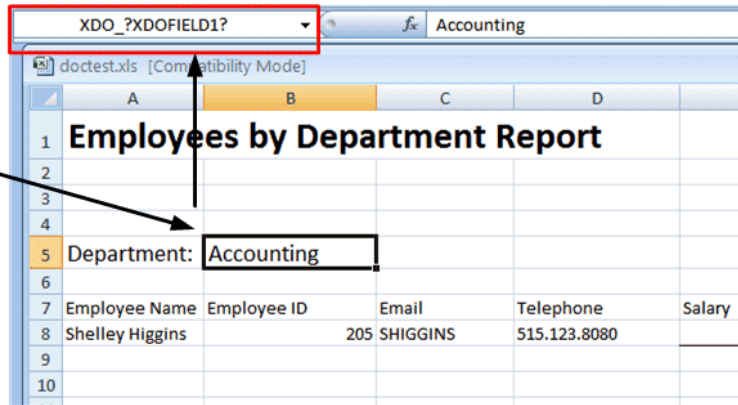 XDO_?XDOFIELD1? fx Accounting
doctest.xls [Compatibility Mode]
A B C D
1 Employees by Department Report
2
3
4
5 Department: Accounting
6
7 Employee Name Employee ID Email Telephone Salary
8 Shelley Higgins 205 SHIGGINS 515.123.8080
9
10